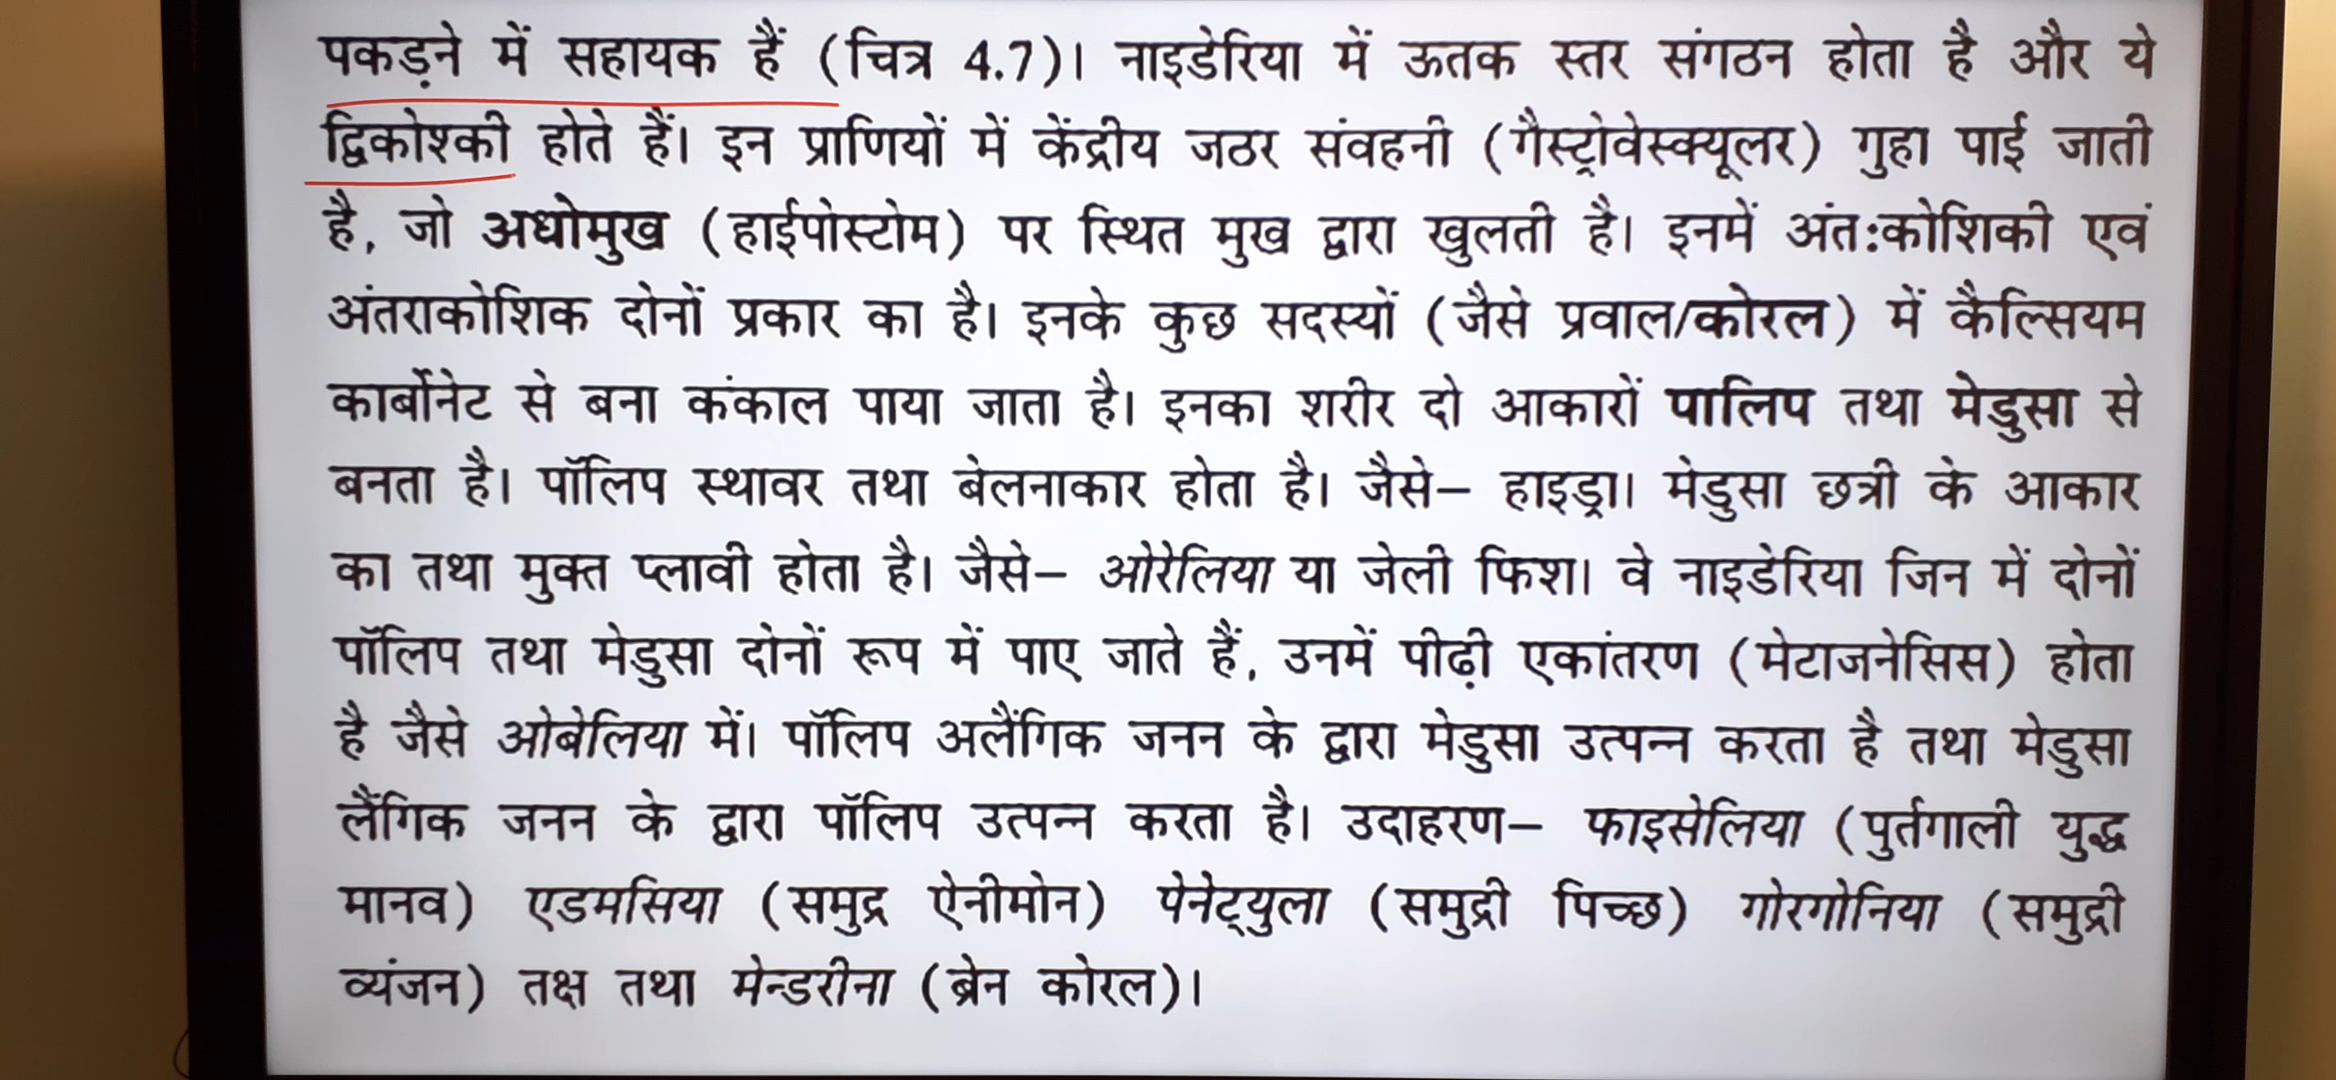 पकड़ने में सहायक हैं (चित्र 4.7)। नाइडेरिया में ऊतक स्तर संगठन होता है और ये
द्विकोश्की होते हैं। इन प्राणियों में केंद्रीय जठर संवहनी (गैस्ट्रोवेस्क्यूलर) गुहा पाई जाती
है, जो अधोमुख (हाईपोस्टोम) पर स्थित मुख द्वारा खुलती है। इनमें अंत:कोशिकी एवं
अंतराकोशिक दोनों प्रकार का है। इनके कुछ सदस्यों (जैसे प्रवाल/कोरल) में कैल्सियम
कार्बोनेट से बना कंकाल पाया जाता है। इनका शरीर दो आकारों पालिप तथा मेडुसा से
बनता है। पॉलिप स्थावर तथा बेलनाकार होता है। जैसे– हाइड्रा। मेडुसा छत्री के आकार
का तथा मुक्त प्लावी होता है। जैसे– ओरेलिया या जेली फिश। वे नाइडेरिया जिन में दोनों
पॉलिप तथा मेडुसा दोनों रूप में पाए जाते हैं, उनमें पीढ़ी एकांतरण (मेटाजनेसिस) होता
है जैसे ओबेलिया में। पॉलिप अलैंगिक जनन के द्वारा मेडुसा उत्पन्न करता है तथा मेडुसा
लैंगिक जनन के द्वारा पॉलिप उत्पन्न करता है। उदाहरण– फाइसेलिया (पुर्तगाली युद्ध
मानव) एडमसिया (समुद्र ऐनीमोन) पेनेट्युला (समुद्री पिच्छ) गोरगोनिया (समुद्री
व्यंजन) तक्ष तथा मेन्डरीना (ब्रेन कोरल)।